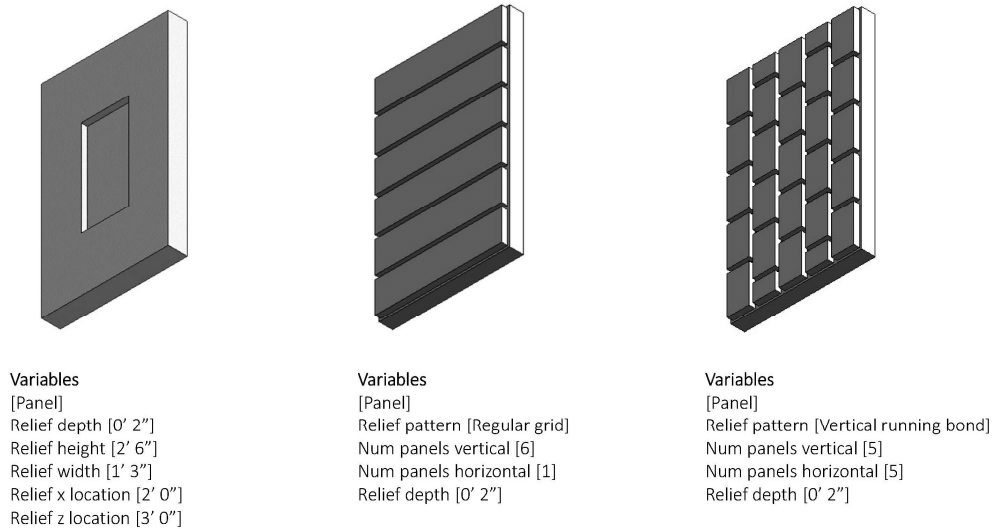 Variables
[Panel]
Relief depth [0’ 2”]
Relief height [2’ 6”]
Relief width [1’ 3”]
Relief x location [2’ 0”]
Relief z location [3’ 0”]
Variables
[Panel]
Relief pattern [Regular grid]
Num panels vertical [6]
Num panels horizontal [1]
Relief depth [0’ 2”]
Variables
[Panel]
Relief pattern [Vertical running bond]
Num panels vertical [5]
Num panels horizontal [5]
Relief depth [0’ 2”]